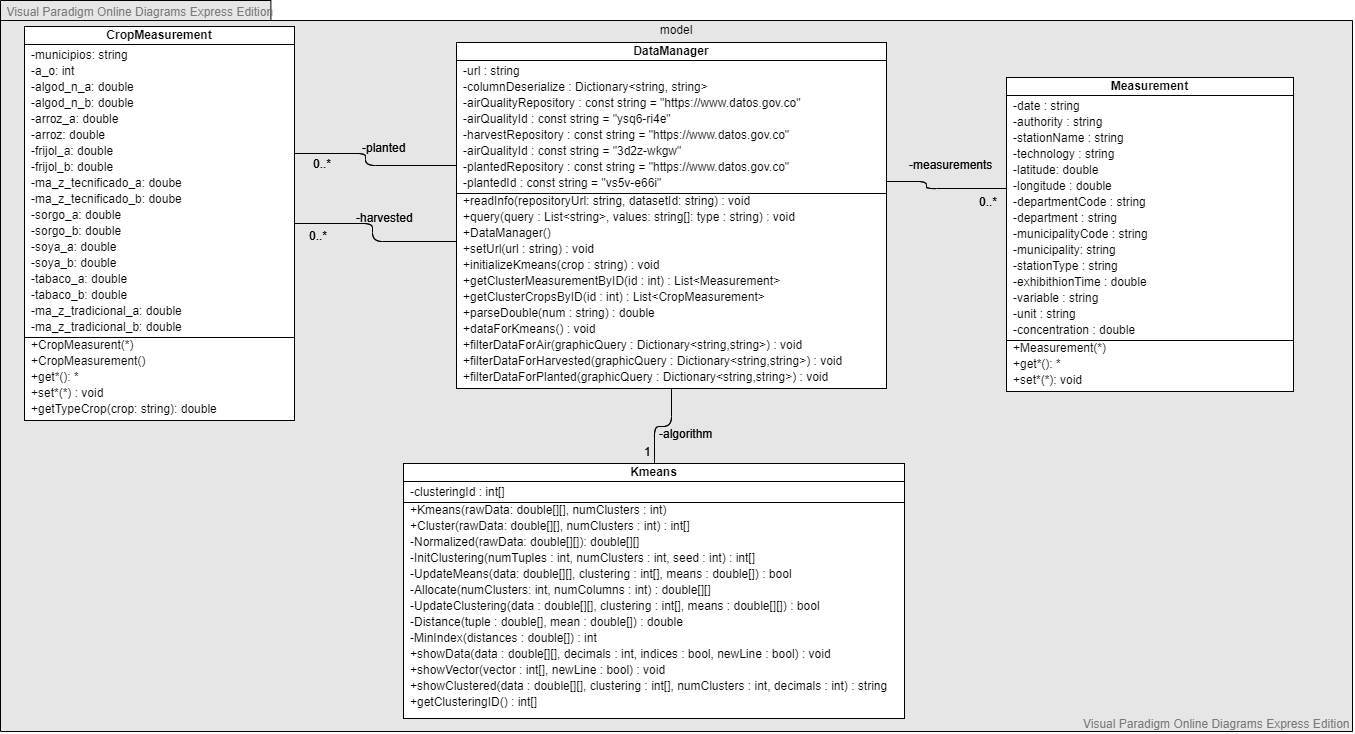 Visual Paradigm Online Diagrams Express Edition
model
CropMeasurement
-municipios: string
-a_o: int
-algod_n_a: double
-algod_n_b: double
-arroz_a: double
-arroz: double
-frijol_a: double
-frijol_b: double
-ma_z_tecnificado_a: doube
-ma_z_tecnificado_b: doube
-sorgo_a: double
-sorgo_b: double
-soya_a: double
-soya_b: double
-tabaco_a: double
-tabaco_b: double
-ma_z_tradicional_a: double
-ma_z_tradicional_b: double
+CropMeasurent(*)
+CropMeasurement()
+get*(): *
+set*(*) : void
+getTypeCrop(crop: string): double
-planted
0..*
-harvested
0..*
DataManager
-url : string
-columnDeserialize : Dictionary<string, string>
-airQualityRepository : const string = "https://www.datos.gov.co"
-airQualityId : const string = "ysq6-ri4e"
-harvestRepository : const string = "https://www.datos.gov.co"
-airQualityId : const string = "3d2z-wkgw"
-plantedRepository : const string = "https://www.datos.gov.co"
-plantedId : const string = "vs5v-e66i"
+readInfo(repositoryUrl: string, datasetId: string) : void
+query(query : List<string>, values: string[]: type : string) : void
+DataManager()
+setUrl(url : string) : void
+initializeKmeans(crop : string) : void
+getClusterMeasurementByID(id : int) : List<Measurement>
+getClusterCropsByID(id : int) : List<CropMeasurement>
+parseDouble(num : string) : double
+dataForKmeans() : void
+filterDataForAir(graphicQuery : Dictionary<string,string>) : void
+filterDataForHarvested(graphicQuery : Dictionary<string,string>) : void
+filterDataForPlanted(graphicQuery : Dictionary<string,string>) : void
-measurements
0..*
Measurement
-date : string
-authority : string
-stationName : string
-technology : string
-latitude: double
-longitude : double
-departmentCode : string
-department : string
-municipalityCode : string
-municipality: string
-stationType : string
-exhibithionTime : double
-variable : string
-unit : string
-concentration : double
+Measurement(*)
+get*(): *
+set*(*): void
-algorithm
1
Kmeans
-clusteringId : int[]
+Kmeans(rawData: double[][], numClusters : int)
+Cluster(rawData: double[][], numClusters : int) : int[]
-Normalized(rawData: double[][]): double[][]
-InitClustering(numTuples : int, numClusters : int, seed : int) : int[]
-UpdateMeans(data: double[][], clustering : int[], means : double[]) : bool
-Allocate(numClusters: int, numColumns : int) : double[][]
-UpdateClustering(data : double[][], clustering : int[], means : double[][]) : bool
-Distance(tuple : double[], mean : double[]) : double
-MinIndex(distances : double[]) : int
+showData(data : double[][], decimals : int, indices : bool, newLine : bool) : void
+showVector(vector : int[], newLine : bool) : void
+showClustered(data : double[][], clustering : int[], numClusters : int, decimals : int) : string
+getClusteringID() : int[]
Visual Paradigm Online Diagrams Express Edition